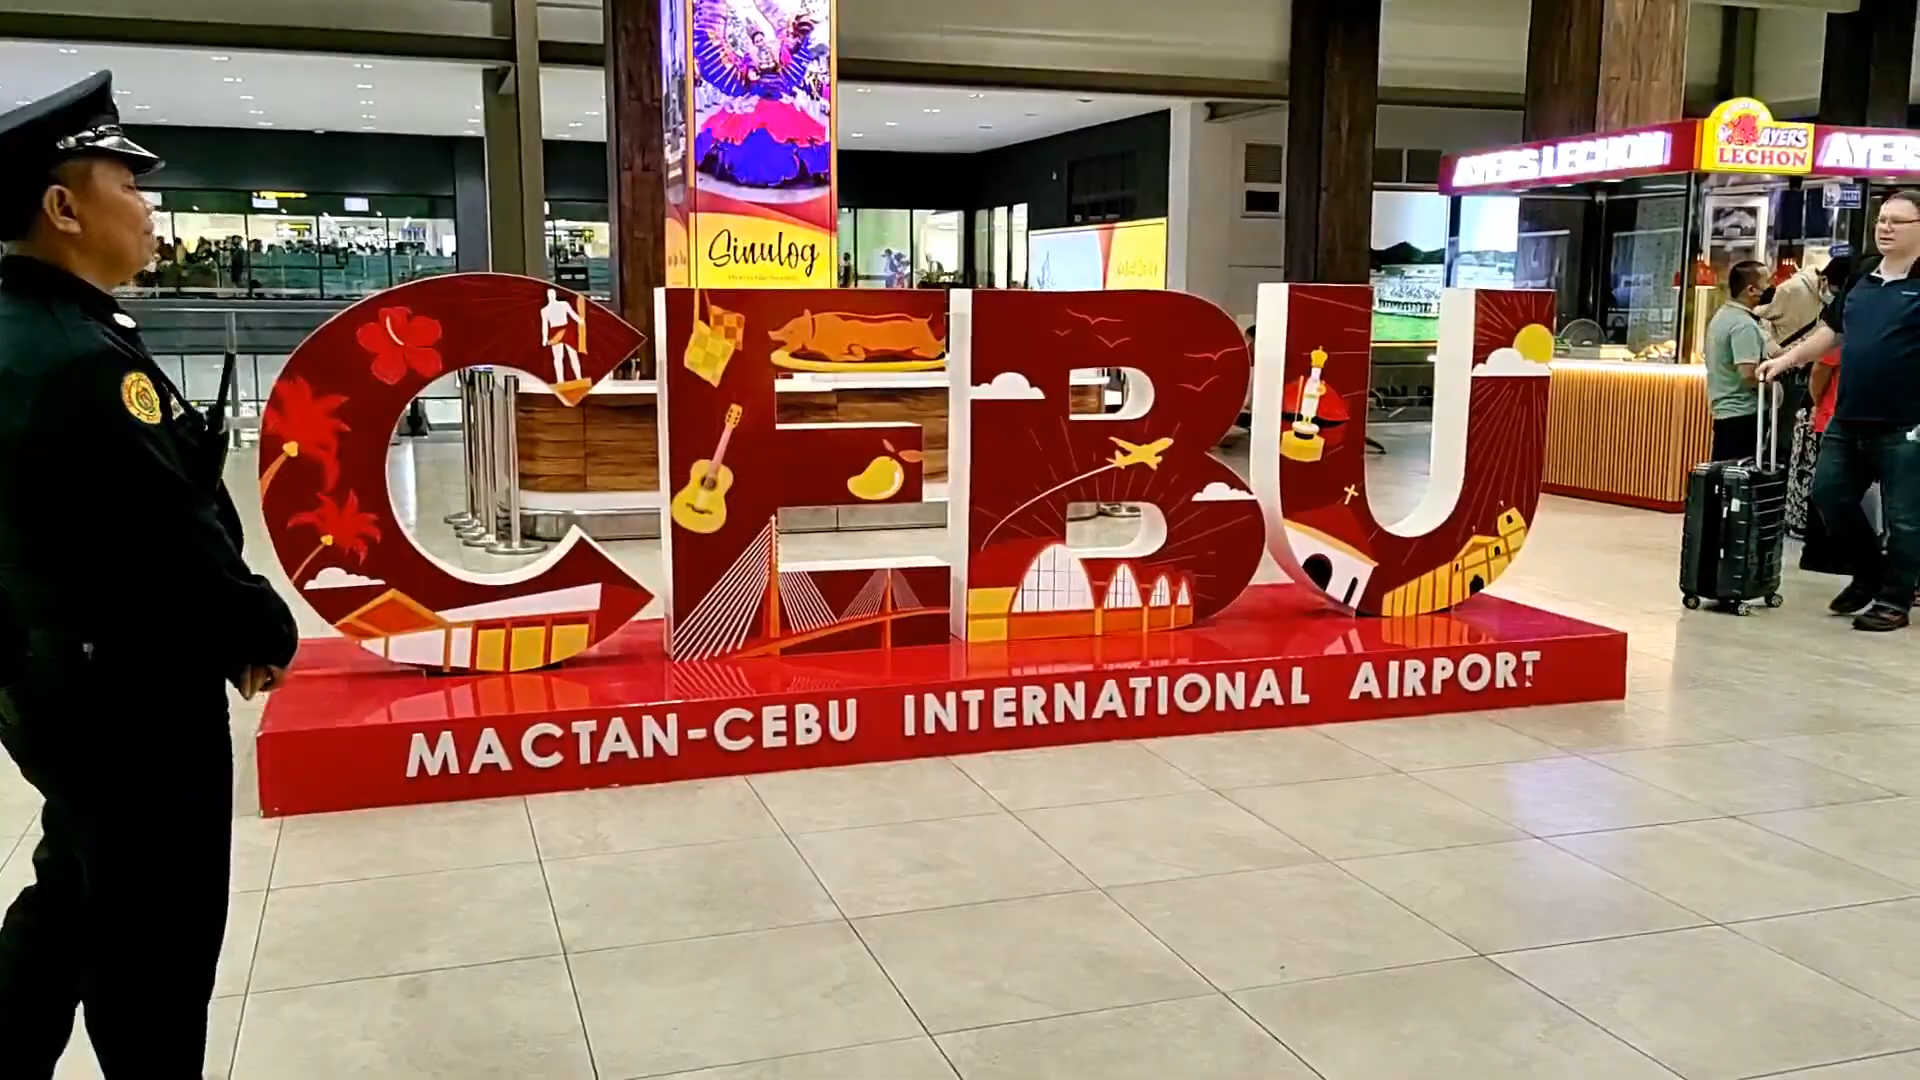 Sinulog
AYERS LECHON
AYERS
LECHON
AYERS
CEBU
MACTAN-CEBU INTERNATIONAL AIRPORT